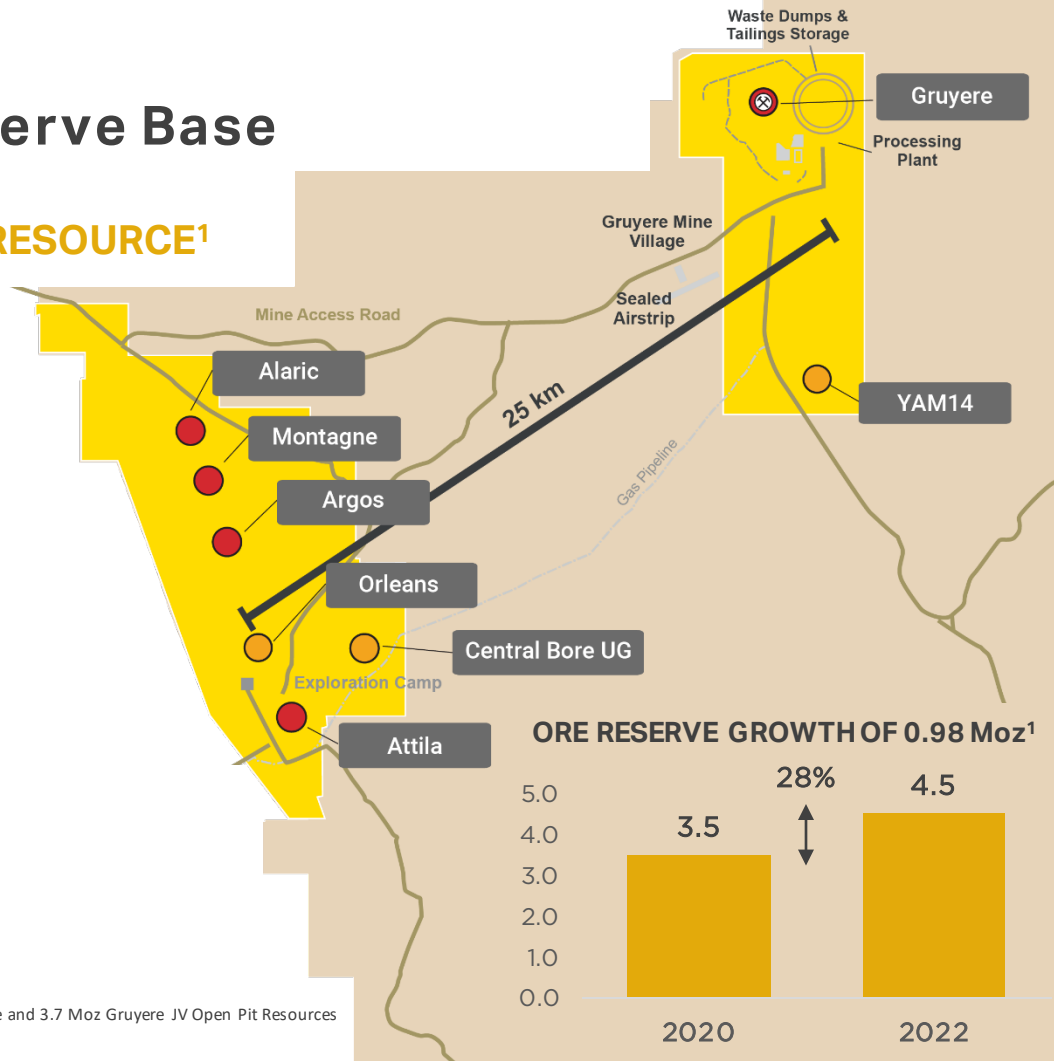 Waste Dumps &
Tailings Storage
Gruyere
erve Base
Processing
Plant
RESOURCE¹
Gruyere Mine
Village
Sealed
Airstrip
Mine Access Road
Alaric
25 km
YAM14
Montagne
Gas Pipeline
Argos
Orleans
Central Bore UG
Exploration Camp
Attila
ORE RESERVE GROWTH OF 0.98 Moz¹
28%
5.0
4.5
3.5
4.0
3.0
2.0
1.0
0.0
2020
2022
e and 3.7 Moz Gruyere JV Open Pit Resources